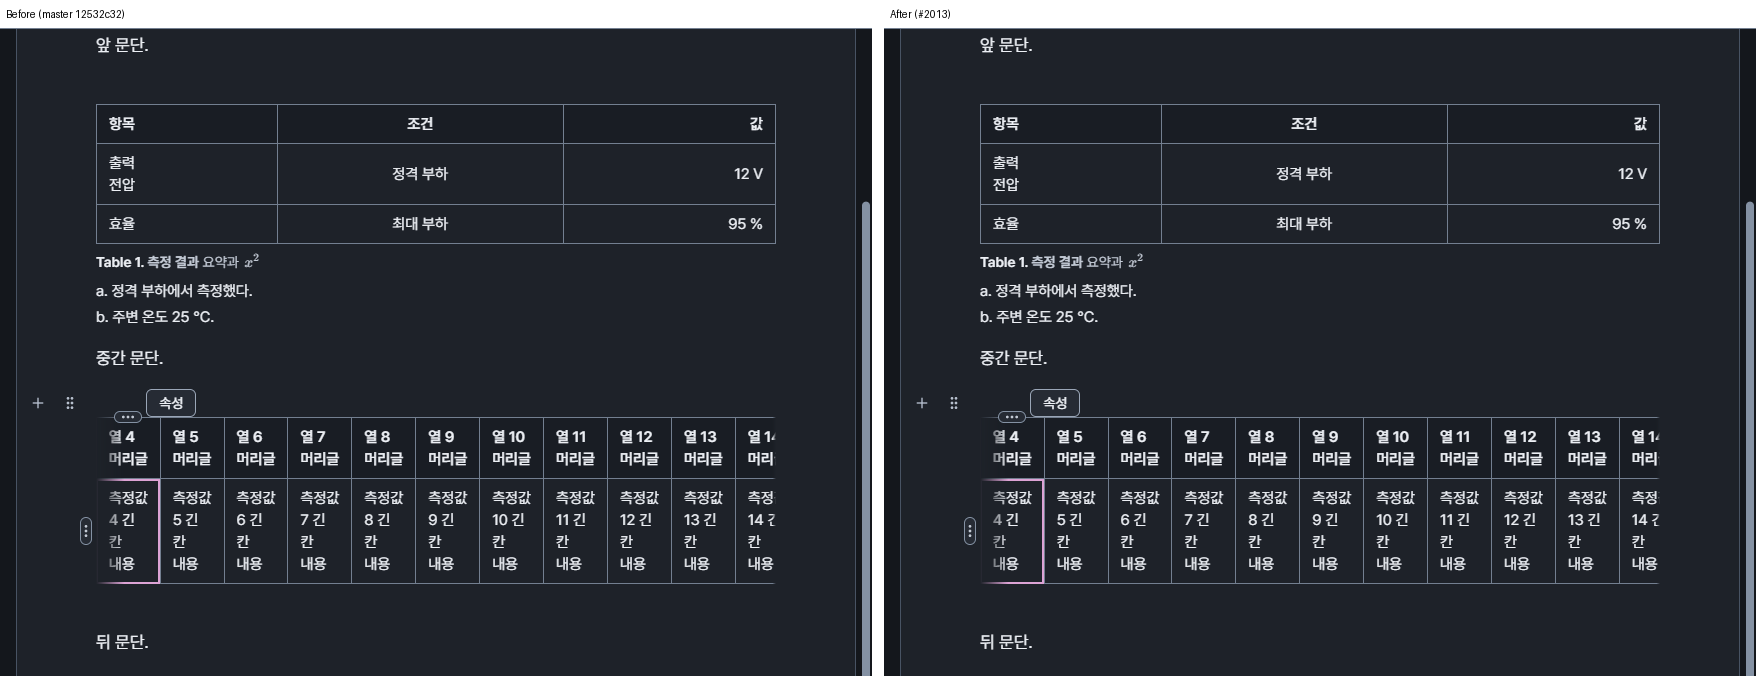 Before (master 12532c32)
앞 문단.
항목 조건 값
출력 정격 부하 12 V
전압
효율 최대 부하 95 %
Table 1. 측정 결과 요약과 x²
a. 정격 부하에서 측정했다.
b. 주변 온도 25 °C.
중간 문단.
속성
열 4 열 5 열 6 열 7 열 8 열 9 열 10 열 11 열 12 열 13 열 14
머리글 머리글 머리글 머리글 머리글 머리글 머리글 머리글 머리글 머리글 머리
측정값 측정값 측정값 측정값 측정값 측정값 측정값 측정값 측정값 측정값 측정
4 긴 5 긴 6 긴 7 긴 8 긴 9 긴 10 긴 11 긴 12 긴 13 긴 14 긴
칸 칸 칸 칸 칸 칸 칸 칸 칸 칸 칸
내용 내용 내용 내용 내용 내용 내용 내용 내용 내용 내용
뒤 문단.
After (#2013)
앞 문단.
항목 조건 값
출력 정격 부하 12 V
전압
효율 최대 부하 95 %
Table 1. 측정 결과 요약과 x²
a. 정격 부하에서 측정했다.
b. 주변 온도 25 °C.
중간 문단.
속성
열 4 열 5 열 6 열 7 열 8 열 9 열 10 열 11 열 12 열 13 열 14
머리글 머리글 머리글 머리글 머리글 머리글 머리글 머리글 머리글 머리글 머리
측정값 측정값 측정값 측정값 측정값 측정값 측정값 측정값 측정값 측정값 측정
4 긴 5 긴 6 긴 7 긴 8 긴 9 긴 10 긴 11 긴 12 긴 13 긴 14 긴
칸 칸 칸 칸 칸 칸 칸 칸 칸 칸 칸
내용 내용 내용 내용 내용 내용 내용 내용 내용 내용 내용
뒤 문단.